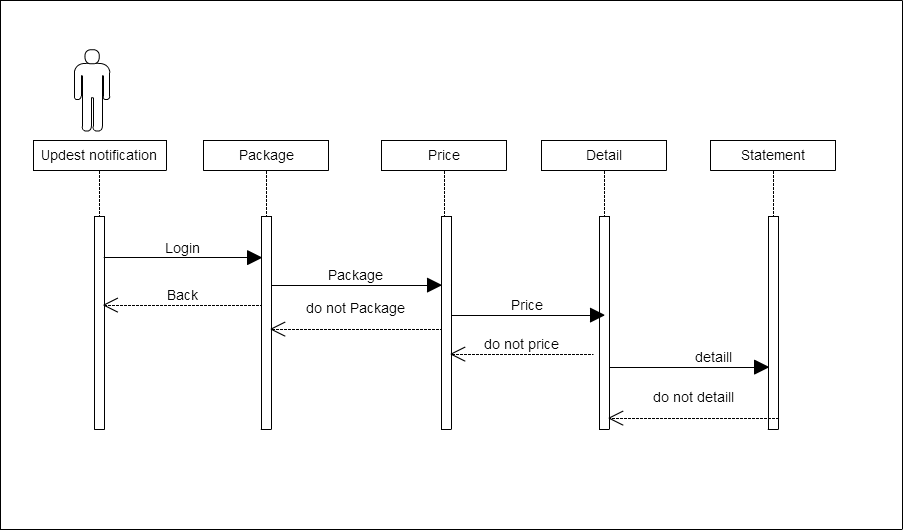 Updest notification
Package
Price
Detail
Statement
Login
Package
Back
do not Package
Price
do not price
detaill
do not detaill